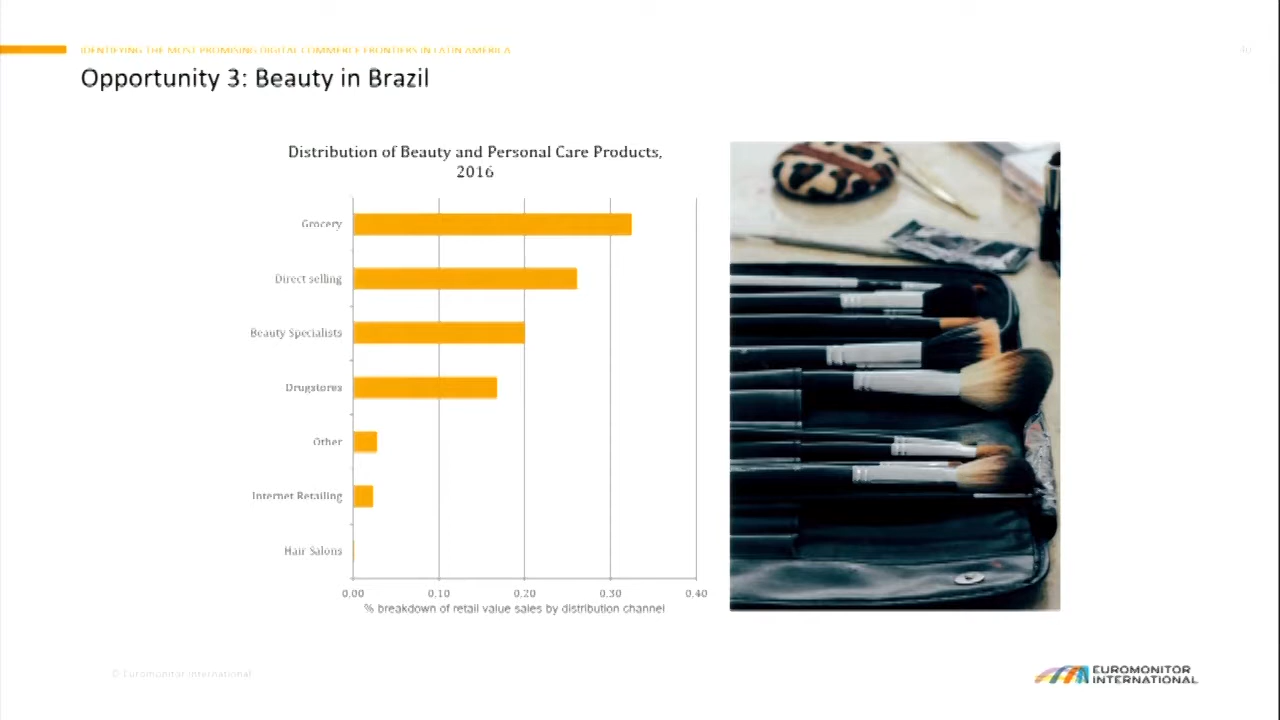 IDENTIFYING THE MOST PROMISING DIGITAL COMMERCE FRONTIERS IN LATIN AMERICA
40
Opportunity 3: Beauty in Brazil
Distribution of Beauty and Personal Care Products,
2016
Grocery
Direct selling
Beauty Specialists
Drugstores
Other
Internet Retailing
Hair Salons
0.00 0.10 0.20 0.30 0.40
% breakdown of retail value sales by distribution channel
© Euromonitor International
EUROMONITOR
INTERNATIONAL